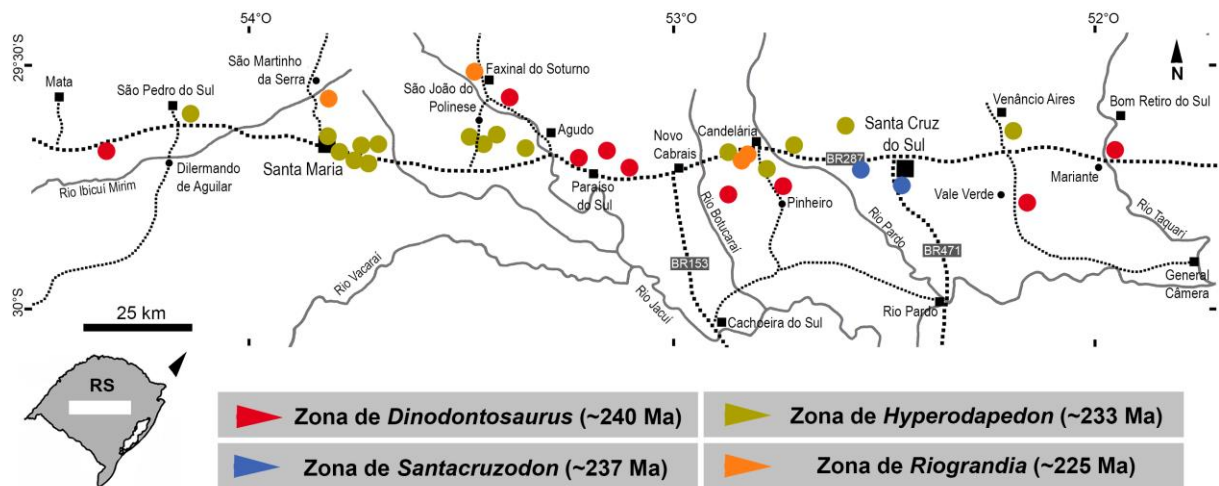 54°O
53°O
52°O
29°30'S
30°S
N
Mata
São Pedro do Sul
São Martinho
da Serra
Faxinal do Soturno
São João do
Polinese
Agudo
Novo
Cabrais
Candelária
Santa Cruz
do Sul
Venâncio Aires
Bom Retiro do Sul
Santa Maria
Dilermando
de Aguilar
Rio Ibicuí Mirim
Paraíso
do Sul
BR287
Mariante
Vale Verde
Pinheiro
Rio Botucaraí
Rio Pardo
Rio Taquari
Rio Vacaraí
Rio Jacuí
BR153
BR471
General
Câmera
Rio Pardo
Cachoeira do Sul
25 km
RS
Zona de Dinodontosaurus (~240 Ma)
Zona de Hyperodapedon (~233 Ma)
Zona de Santacruzodon (~237 Ma)
Zona de Riograndia (~225 Ma)